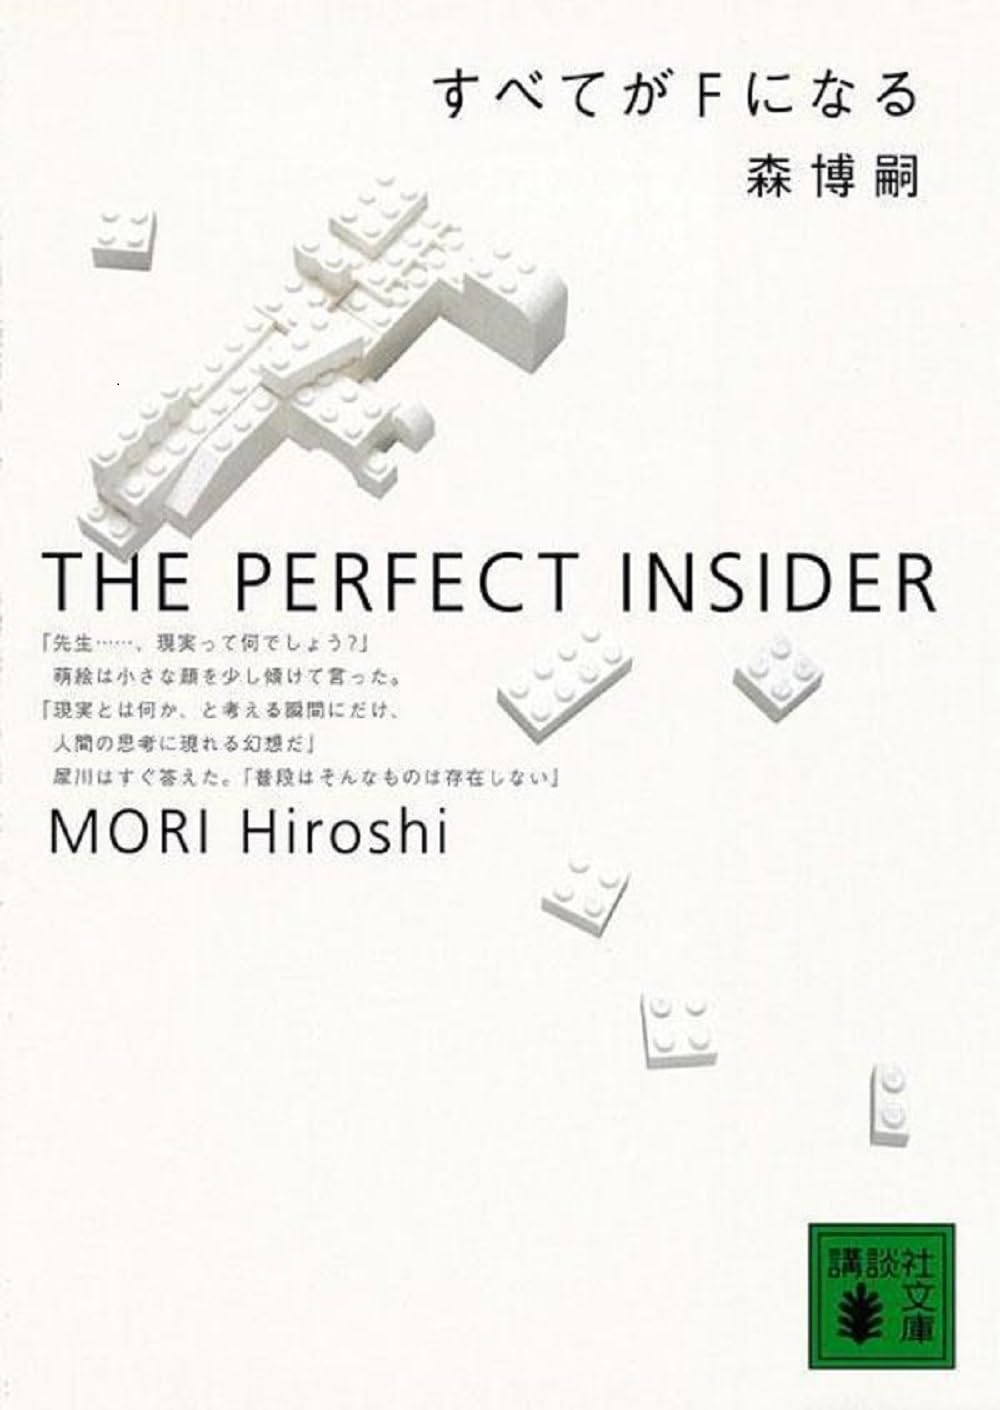 すべてがFになる
森博嗣
THE PERFECT INSIDER
「先生……、現実って何でしょう?」
萌絵は小さな顔を少し傾けて言った。
「現実とは何か、と考える瞬間にだけ、
人間の思考に現れる幻想だ」
犀川はすぐ答えた。「普段はそんなものは存在しない」
MORI Hiroshi
講談社
文庫